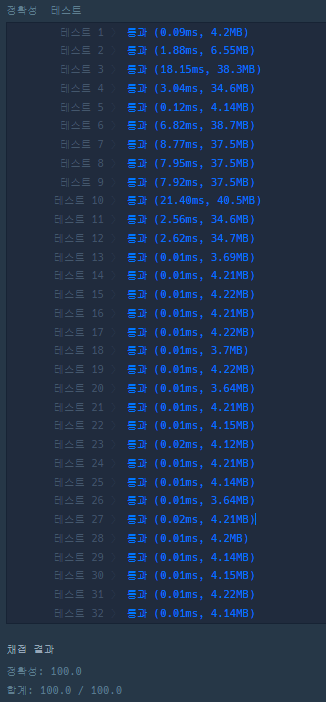 정확성 테스트
테스트 1 통과 (0.09ms, 4.2MB)
테스트 2 통과 (1.88ms, 6.55MB)
테스트 3 통과 (18.15ms, 38.3MB)
테스트 4 통과 (3.04ms, 34.6MB)
테스트 5 통과 (0.12ms, 4.14MB)
테스트 6 통과 (6.82ms, 38.7MB)
테스트 7 통과 (8.77ms, 37.5MB)
테스트 8 통과 (7.95ms, 37.5MB)
테스트 9 통과 (7.92ms, 37.5MB)
테스트 10 통과 (21.40ms, 40.5MB)
테스트 11 통과 (2.56ms, 34.6MB)
테스트 12 통과 (2.62ms, 34.7MB)
테스트 13 통과 (0.01ms, 3.69MB)
테스트 14 통과 (0.01ms, 4.21MB)
테스트 15 통과 (0.01ms, 4.22MB)
테스트 16 통과 (0.01ms, 4.21MB)
테스트 17 통과 (0.01ms, 4.22MB)
테스트 18 통과 (0.01ms, 3.7MB)
테스트 19 통과 (0.01ms, 4.22MB)
테스트 20 통과 (0.01ms, 3.64MB)
테스트 21 통과 (0.01ms, 4.21MB)
테스트 22 통과 (0.01ms, 4.15MB)
테스트 23 통과 (0.02ms, 4.12MB)
테스트 24 통과 (0.01ms, 4.21MB)
테스트 25 통과 (0.01ms, 4.14MB)
테스트 26 통과 (0.01ms, 3.64MB)
테스트 27 통과 (0.02ms, 4.21MB)
테스트 28 통과 (0.01ms, 4.2MB)
테스트 29 통과 (0.01ms, 4.14MB)
테스트 30 통과 (0.01ms, 4.15MB)
테스트 31 통과 (0.01ms, 4.22MB)
테스트 32 통과 (0.01ms, 4.14MB)
채점 결과
정확성: 100.0
합계: 100.0 / 100.0